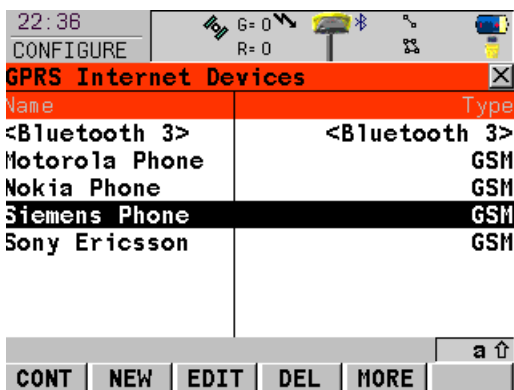 22:36
CONFIGURE
G= 0
R= 0
GPRS Internet Devices
Name Type
<Bluetooth 3> <Bluetooth 3>
Motorola Phone GSM
Nokia Phone GSM
Siemens Phone GSM
Sony Ericsson GSM
a
CONT NEW EDIT DEL MORE